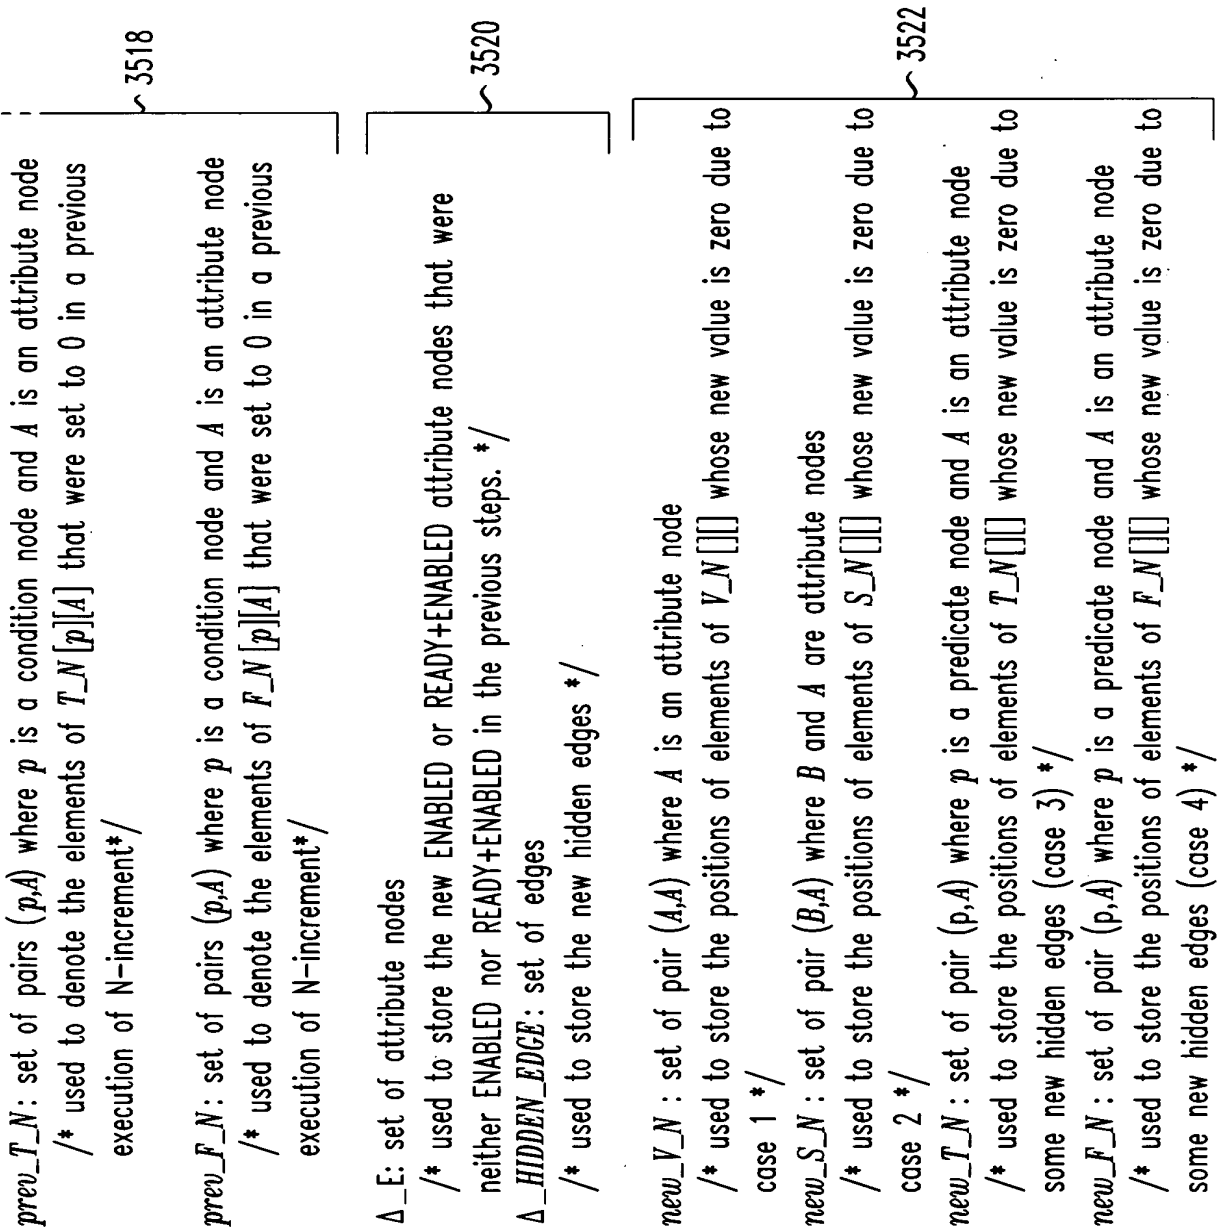 prev_T_N: set of pairs (p,A) where p is a condition node and A is an attribute node
/* used to denote the elements of T_N[p][A] that were set to 0 in a previous
execution of N-increment*/
3518
prev_F_N: set of pairs (p,A) where p is a condition node and A is an attribute node
/* used to denote the elements of F_N[p][A] that were set to 0 in a previous
execution of N-increment*/
Δ_E: set of attribute nodes
/* used to store the new ENABLED or READY+ENABLED attribute nodes that were
neither ENABLED nor READY+ENABLED in the previous steps. */
3520
Δ_HIDDEN_EDGE: set of edges
/* used to store the new hidden edges */
new_V_N : set of pair (A,A) where A is an attribute node
/* used to store the positions of elements of V_N[][] whose new value is zero due to
case 1 */
new_S_N : set of pair (B,A) where B and A are attribute nodes
/* used to store the positions of elements of S_N[][] whose new value is zero due to
case 2 */
3522
new_T_N : set of pair (p,A) where p is a predicate node and A is an attribute node
/* used to store the positions of elements of T_N[][] whose new value is zero due to
some new hidden edges (case 3) */
new_F_N : set of pair (p,A) where p is a predicate node and A is an attribute node
/* used to store the positions of elements of F_N[][] whose new value is zero due to
some new hidden edges (case 4) */